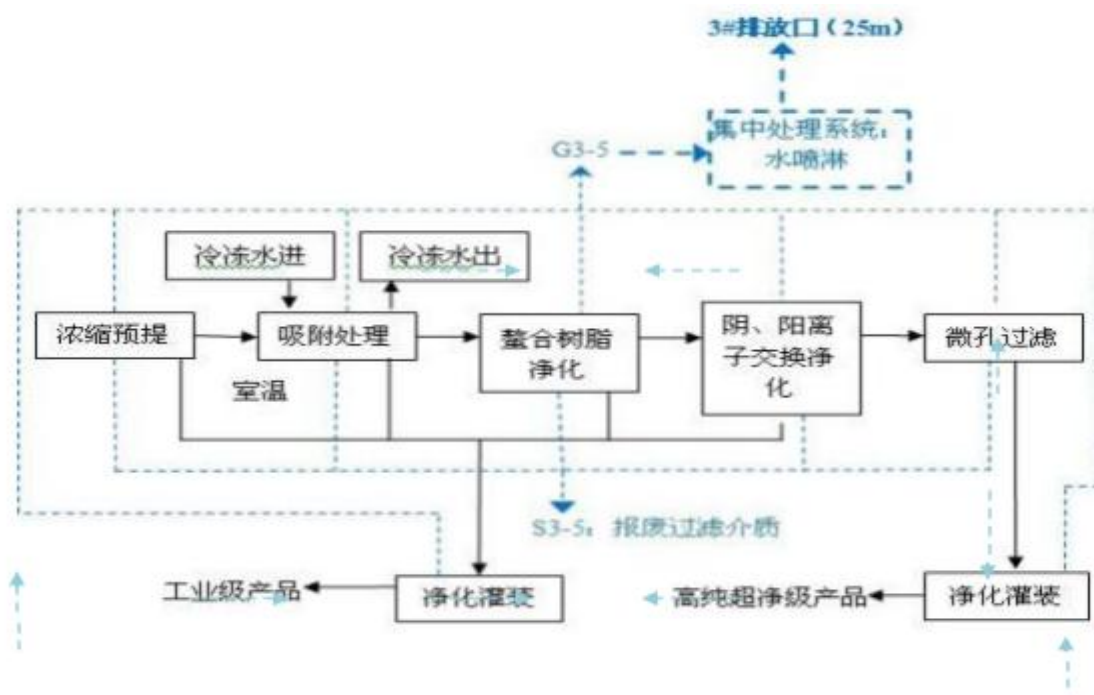 3#排放口（25m）
集中处理系统：
水喷淋
G3-5
冷冻水进
冷冻水出
浓缩预提
吸附处理
螯合树脂
净化
阴、阳离
子交换净
化
微孔过滤
室温
S3-5：报废过滤介质
工业级产品
净化灌装
高纯超净级产品
净化灌装